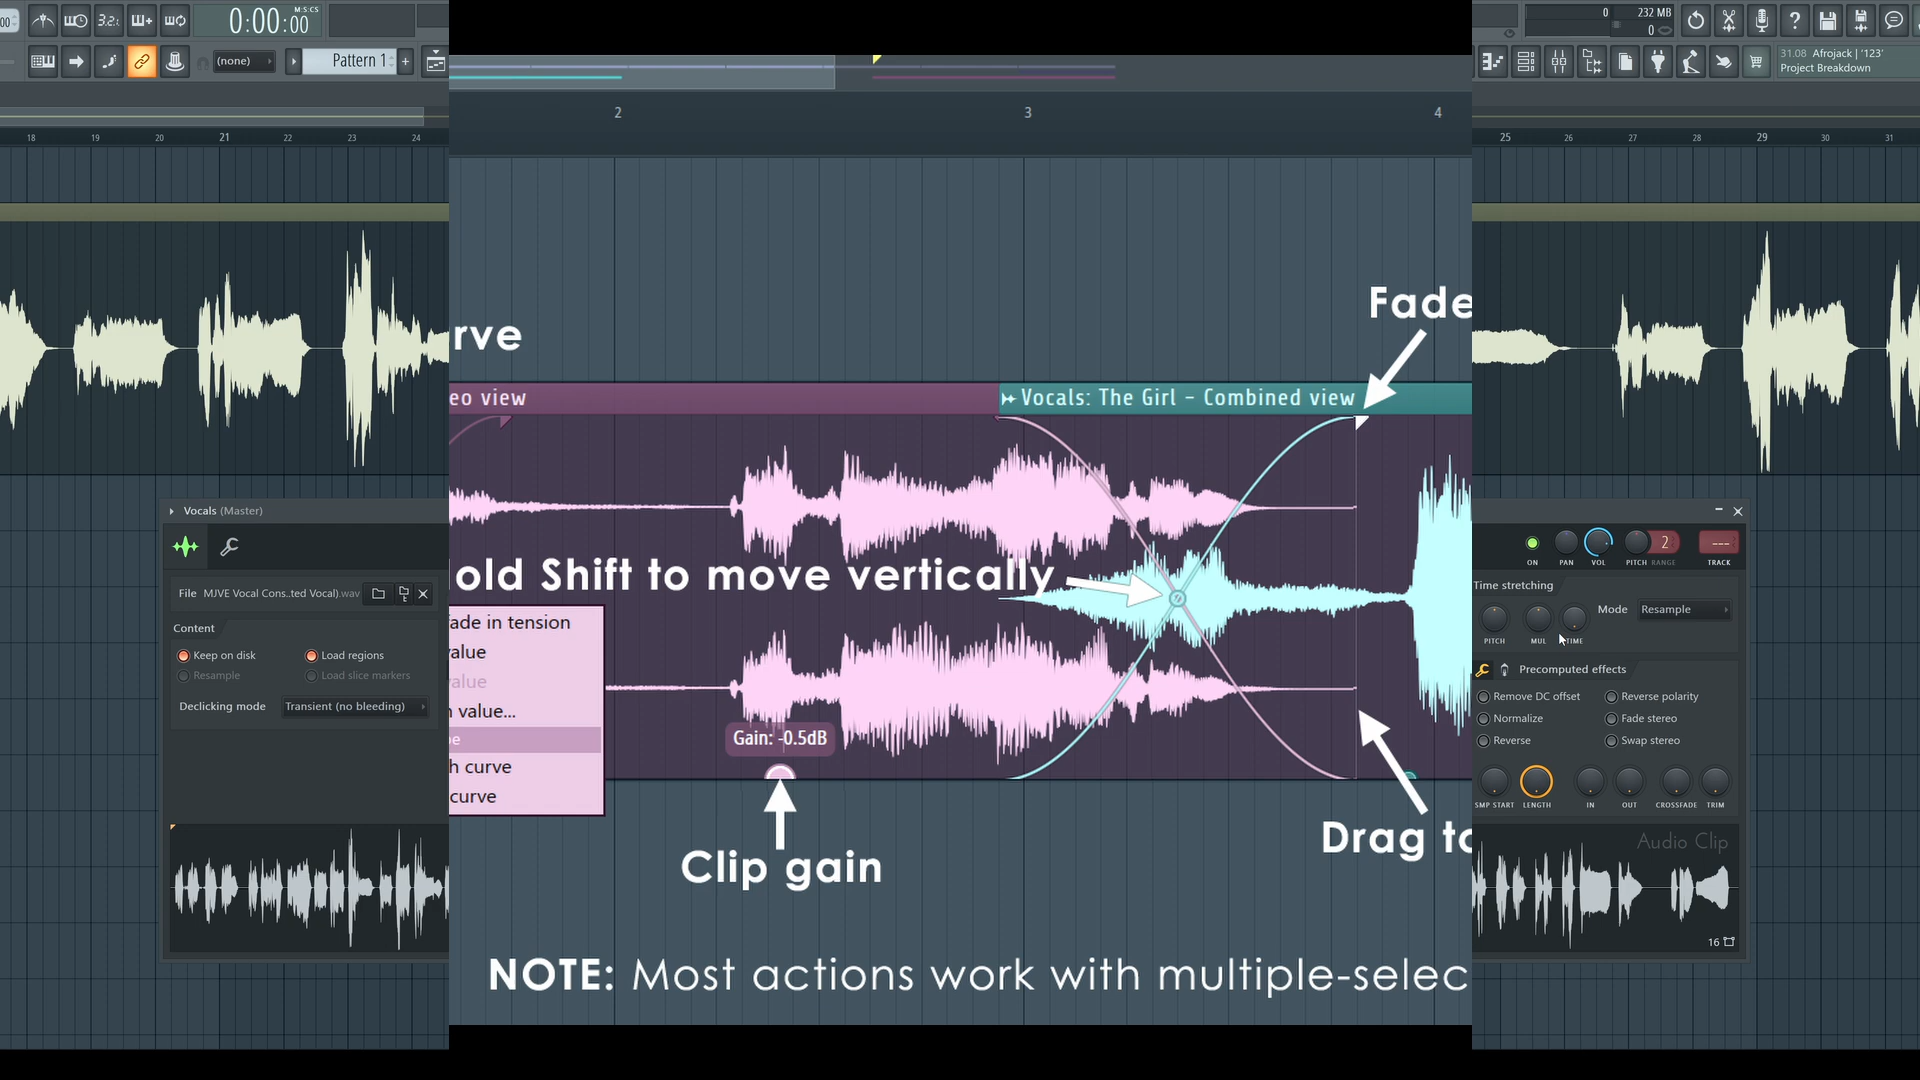 00
3.2.
0:00:00
M:S:CS
(none)
Pattern 1
0
232 MB
0
31.08 Afrojack | '123'
Project Breakdown
18
19
20
21
22
23
24
2
3
4
25
26
27
28
29
30
31
rve
Fade
eo view
Vocals: The Girl - Combined view
old Shift to move vertically
ade in tension
alue
alue
n value...
e
h curve
curve
Gain: -0.5dB
Clip gain
Drag to
NOTE: Most actions work with multiple-selec
Vocals (Master)
File MJVE Vocal Cons..ted Vocal).wav
Content
Keep on disk
Load regions
Resample
Load slice markers
Declicking mode
Transient (no bleeding)
2
---
ON
PAN
VOL
PITCH
RANGE
TRACK
Time stretching
Mode
Resample
PITCH
MUL
TIME
Precomputed effects
Remove DC offset
Reverse polarity
Normalize
Fade stereo
Reverse
Swap stereo
SMP START
LENGTH
IN
OUT
CROSSFADE
TRIM
Audio Clip
16